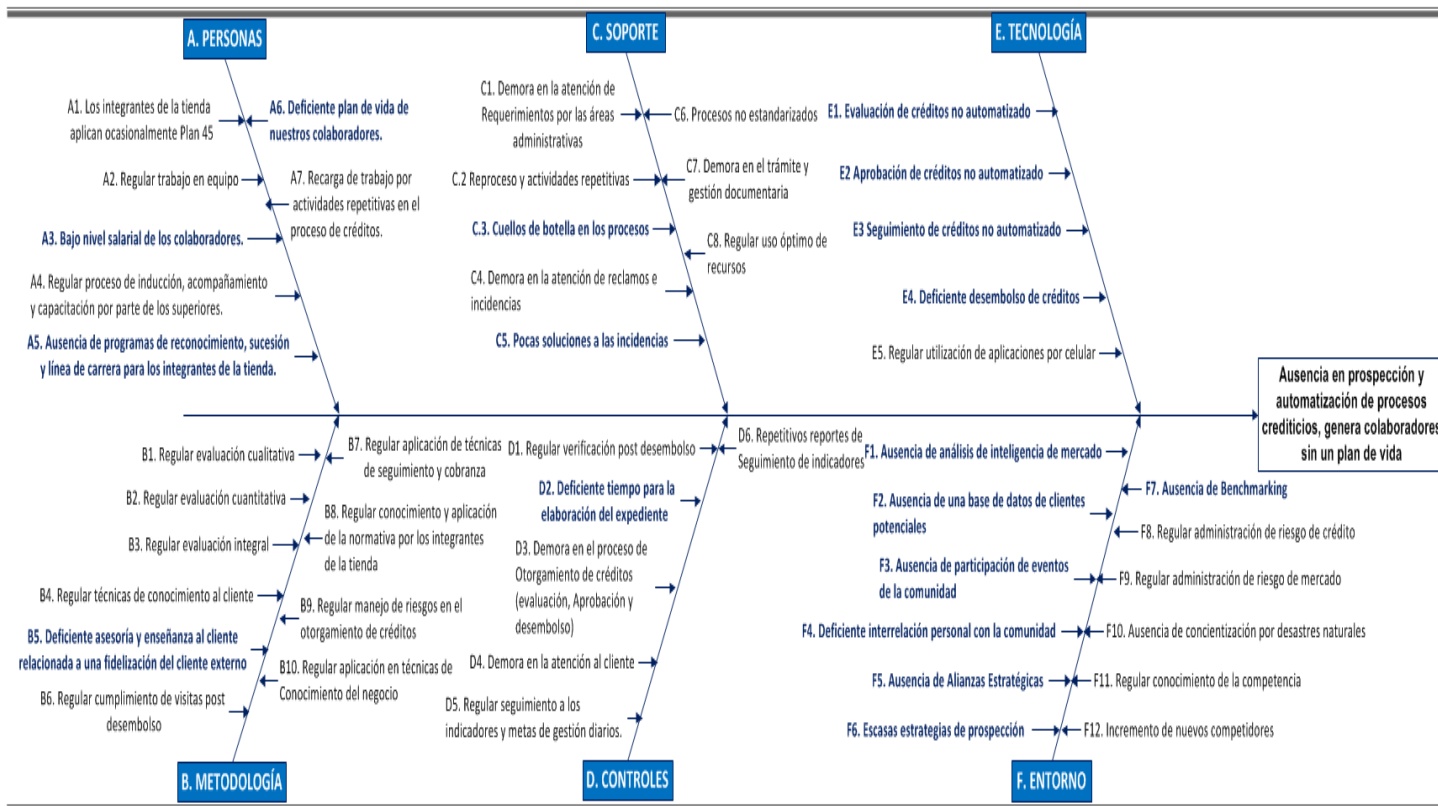 A. PERSONAS
A1. Los integrantes de la tienda
aplican ocasionalmente Plan 45
A6. Deficiente plan de vida de
nuestros colaboradores.
A2. Regular trabajo en equipo
A7. Recarga de trabajo por
actividades repetitivas en el
proceso de créditos.
A3. Bajo nivel salarial de los colaboradores.
A4. Regular proceso de inducción, acompañamiento
y capacitación por parte de los superiores.
A5. Ausencia de programas de reconocimiento, sucesión
y línea de carrera para los integrantes de la tienda.
C. SOPORTE
C1. Demora en la atención de
Requerimientos por las áreas
administrativas
C6. Procesos no estandarizados
C.2 Reproceso y actividades repetitivas
C7. Demora en el trámite y
gestión documentaria
C.3. Cuellos de botella en los procesos
C8. Regular uso óptimo de
recursos
C4. Demora en la atención de reclamos e
incidencias
C5. Pocas soluciones a las incidencias
E. TECNOLOGÍA
E1. Evaluación de créditos no automatizado
E2 Aprobación de créditos no automatizado
E3 Seguimiento de créditos no automatizado
E4. Deficiente desembolso de créditos
E5. Regular utilización de aplicaciones por celular
Ausencia en prospección y
automatización de procesos
crediticios, genera colaboradores
sin un plan de vida
B1. Regular evaluación cualitativa
B7. Regular aplicación de técnicas
de seguimiento y cobranza
B2. Regular evaluación cuantitativa
B8. Regular conocimiento y aplicación
de la normativa por los integrantes
de la tienda
B3. Regular evaluación integral
B4. Regular técnicas de conocimiento al cliente
B9. Regular manejo de riesgos en el
otorgamiento de créditos
B5. Deficiente asesoría y enseñanza al cliente
relacionada a una fidelización del cliente externo
B10. Regular aplicación en técnicas de
Conocimiento del negocio
B6. Regular cumplimiento de visitas post
desembolso
B. METODOLOGÍA
D1. Regular verificación post desembolso
D6. Repetitivos reportes de
Seguimiento de indicadores
D2. Deficiente tiempo para la
elaboración del expediente
D3. Demora en el proceso de
Otorgamiento de créditos
(evaluación, Aprobación y
desembolso)
D4. Demora en la atención al cliente
D5. Regular seguimiento a los
indicadores y metas de gestión diarios.
D. CONTROLES
F1. Ausencia de análisis de inteligencia de mercado
F7. Ausencia de Benchmarking
F2. Ausencia de una base de datos de clientes
potenciales
F8. Regular administración de riesgo de crédito
F3. Ausencia de participación de eventos
de la comunidad
F9. Regular administración de riesgo de mercado
F4. Deficiente interrelación personal con la comunidad
F10. Ausencia de concientización por desastres naturales
F5. Ausencia de Alianzas Estratégicas
F11. Regular conocimiento de la competencia
F6. Escasas estrategias de prospección
F12. Incremento de nuevos competidores
F. ENTORNO